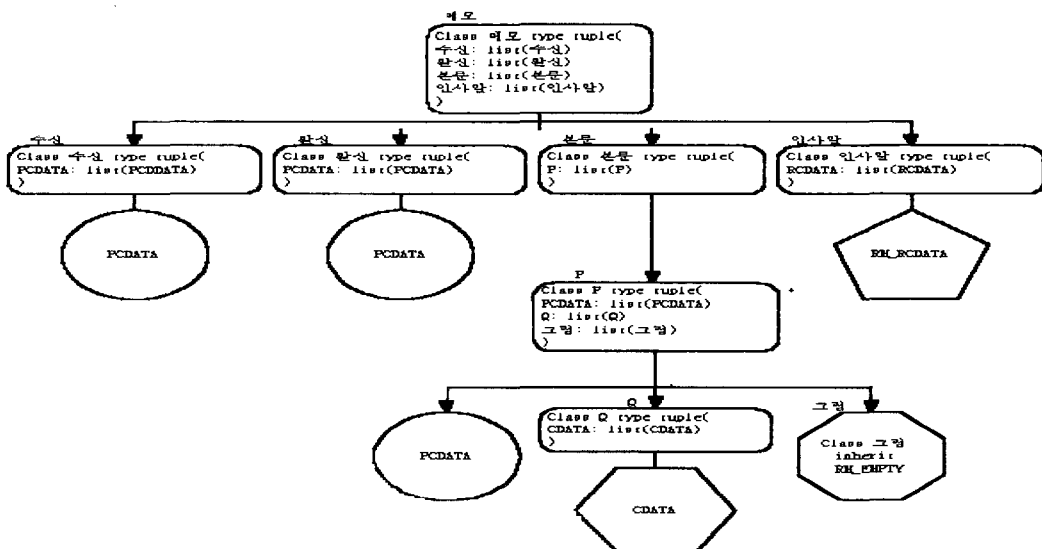 메모
Class 메모 type tuple(
수신: list(수신)
발신: list(발신)
본문: list(본문)
인사말: list(인사말)
)
수신
Class 수신 type tuple(
PCDATA: list(PCDDATA)
)
발신
Class 발신 type tuple(
PCDATA: list(PCDATA)
)
본문
Class 본문 type tuple(
P: list(P)
)
인사말
Class 인사말 type tuple(
RCDATA: list(RCDATA)
)
PCDATA
PCDATA
RH_RCDATA
P
Class P type tuple(
PCDATA: list(PCDATA)
Q: list(Q)
그림: list(그림)
)
PCDATA
Q
Class Q type tuple(
CDATA: list(CDATA)
)
CDATA
그림
Class 그림
inherit
RH_EMPTY